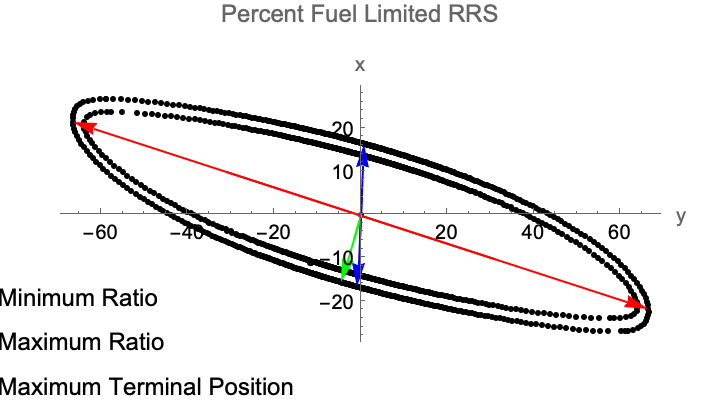 Percent Fuel Limited RRS
x
20
10
y
−60
−40
−20
20
40
60
−10
−20
Minimum Ratio
Maximum Ratio
Maximum Terminal Position